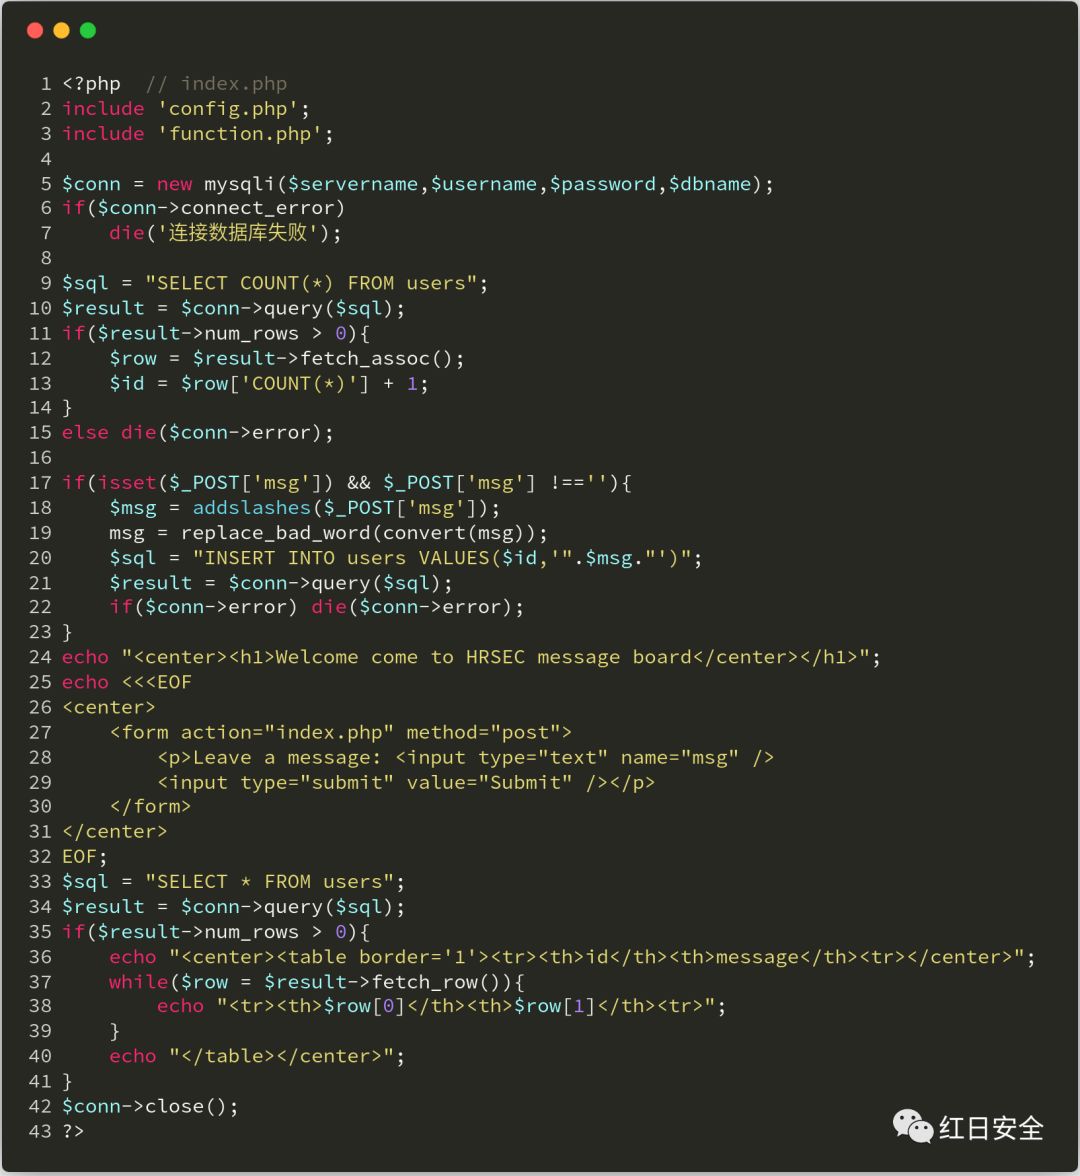 1 <?php  // index.php
2 include 'config.php';
3 include 'function.php';
4
5 $conn = new mysqli($servername,$username,$password,$dbname);
6 if($conn->connect_error)
7     die('连接数据库失败');
8
9 $sql = "SELECT COUNT(*) FROM users";
10 $result = $conn->query($sql);
11 if($result->num_rows > 0){
12     $row = $result->fetch_assoc();
13     $id = $row['COUNT(*)'] + 1;
14 }
15 else die($conn->error);
16
17 if(isset($_POST['msg']) && $_POST['msg'] !==''){
18     $msg = addslashes($_POST['msg']);
19     msg = replace_bad_word(convert(msg));
20     $sql = "INSERT INTO users VALUES($id,'".$msg."')";
21     $result = $conn->query($sql);
22     if($conn->error) die($conn->error);
23 }
24 echo "<center><h1>Welcome come to HRSEC message board</center></h1>";
25 echo <<<EOF
26 <center>
27     <form action="index.php" method="post">
28         <p>Leave a message: <input type="text" name="msg" />
29         <input type="submit" value="Submit" /></p>
30     </form>
31 </center>
32 EOF;
33 $sql = "SELECT * FROM users";
34 $result = $conn->query($sql);
35 if($result->num_rows > 0){
36     echo "<center><table border='1'><tr><th>id</th><th>message</th><tr></center>";
37     while($row = $result->fetch_row()){
38         echo "<tr><th>$row[0]</th><th>$row[1]</th><tr>";
39     }
40     echo "</table></center>";
41 }
42 $conn->close();
43 ?>
红日安全